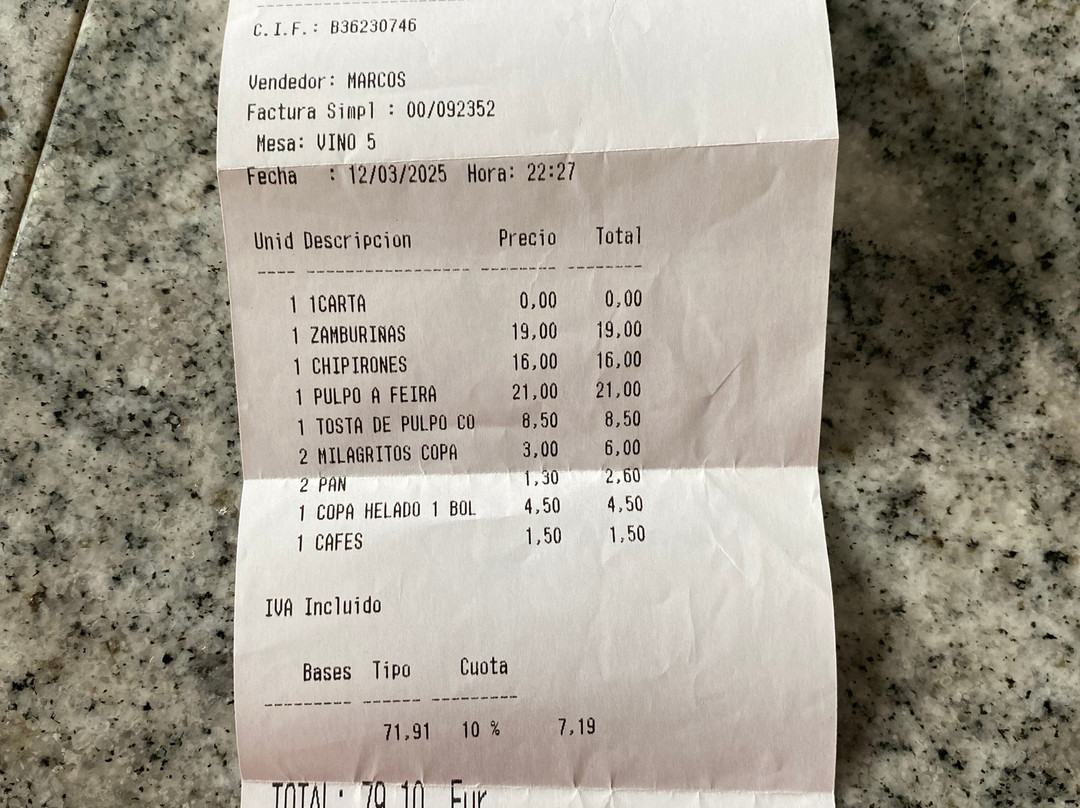 C.I.F.: B36230746
Vendedor: MARCOS
Factura Simpl : 00/092352
Mesa: VINO 5
Fecha : 12/03/2025 Hora: 22:27
Unid Descripcion Precio Total
1 1CARTA 0,00 0,00
1 ZAMBURIÑAS 19,00 19,00
1 CHIPIRONES 16,00 16,00
1 PULPO A FEIRA 21,00 21,00
1 TOSTA DE PULPO CO 8,50 8,50
2 MILAGRITOS COPA 3,00 6,00
2 PAN 1,30 2,60
1 COPA HELADO 1 BOL 4,50 4,50
1 CAFES 1,50 1,50
IVA Incluido
Bases Tipo Cuota
71,91 10 % 7,19
TOTAL: 79,10 Eur